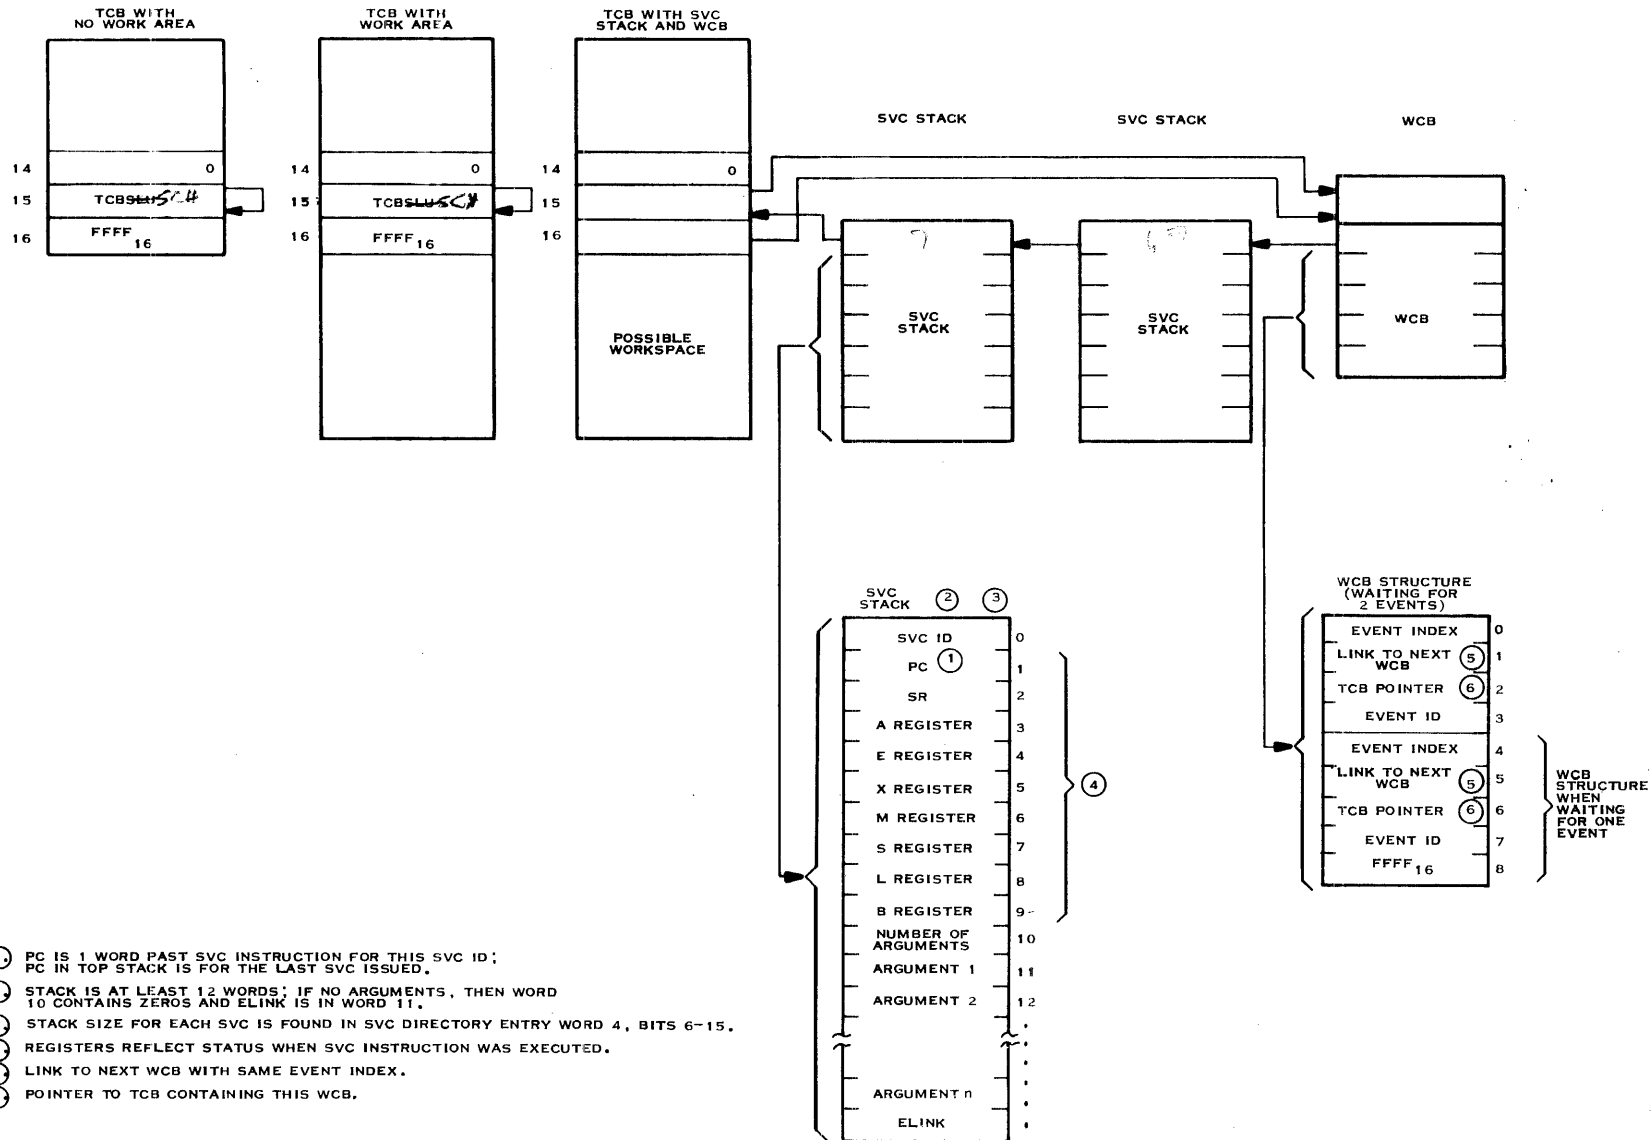 TCB WITH
NO WORK AREA
TCB WITH
WORK AREA
TCB WITH SVC
STACK AND WCB
SVC STACK
SVC STACK
WCB
14
0
15
TCBSLUSCH
16
FFFF16
14
0
15
TCBSLUSCH
16
FFFF16
14
0
15
16
POSSIBLE
WORKSPACE
7
SVC
STACK
SVC
STACK
WCB
SVC
STACK
2
3
SVC ID
0
PC
1
1
SR
2
A REGISTER
3
E REGISTER
4
X REGISTER
5
M REGISTER
6
S REGISTER
7
L REGISTER
8
B REGISTER
9
NUMBER OF
ARGUMENTS
10
ARGUMENT 1
11
ARGUMENT 2
12
ARGUMENT n
ELINK
4
WCB STRUCTURE
(WAITING FOR
2 EVENTS)
EVENT INDEX
0
LINK TO NEXT
WCB
5
1
TCB POINTER
6
2
EVENT ID
3
EVENT INDEX
4
LINK TO NEXT
WCB
5
5
TCB POINTER
6
6
EVENT ID
7
FFFF16
8
WCB
STRUCTURE
WHEN
WAITING
FOR ONE
EVENT
PC IS 1 WORD PAST SVC INSTRUCTION FOR THIS SVC ID;
PC IN TOP STACK IS FOR THE LAST SVC ISSUED.
STACK IS AT LEAST 12 WORDS; IF NO ARGUMENTS, THEN WORD
10 CONTAINS ZEROS AND ELINK IS IN WORD 11.
STACK SIZE FOR EACH SVC IS FOUND IN SVC DIRECTORY ENTRY WORD 4, BITS 6-15.
REGISTERS REFLECT STATUS WHEN SVC INSTRUCTION WAS EXECUTED.
LINK TO NEXT WCB WITH SAME EVENT INDEX.
POINTER TO TCB CONTAINING THIS WCB.